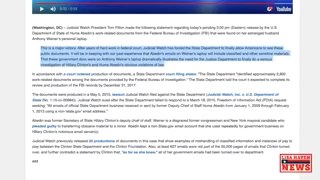 0:02 / 0:02
YouTube
(Washington, DC) – Judicial Watch President Tom Fitton made the following statement regarding today's pending 2:00 pm (Eastern) release by the U.S.
Department of State of Huma Abedin's work-related documents from the Federal Bureau of Investigation (FBI) that were found on her estranged husband
Anthony Weiner's personal laptop:
This is a major victory. After years of hard work in federal court, Judicial Watch has forced the State Department to finally allow Americans to see these
public documents. It will be in keeping with our past experience that Abedin's emails on Weiner's laptop will include classified and other sensitive materials.
That these government docs were on Anthony Weiner's laptop dramatically illustrates the need for the Justice Department to finally do a serious
investigation of Hillary Clinton's and Huma Abedin's obvious violations of law.
In accordance with a court ordered production of documents, a State Department court filing states: "The State Department identified approximately 2,800
work-related documents among the documents provided by the Federal Bureau of Investigation." The State Department told the court it expected to complete its
review and production of the FBI records by December 31, 2017.
The documents were produced in a May 5, 2015, lawsuit Judicial Watch filed against the State Department (Judicial Watch, Inc. v. U.S. Department of
State (No. 1:15-cv-00684)). Judicial Watch sued after the State Department failed to respond to a March 18, 2015, Freedom of Information Act (FOIA) request
seeking: "All emails of official State Department business received or sent by former Deputy Chief of Staff Huma Abedin from January 1, 2009 through February
1, 2013 using a non-'state.gov' email address."
Abedin was former Secretary of State Hillary Clinton's deputy chief of staff. Weiner is a disgraced former congressman and New York mayoral candidate who
pleaded guilty to transferring obscene material to a minor. Abedin kept a non-State.gov email account that she used repeatedly for government business on
Hillary Clinton's notorious email server(s).
Judicial Watch previously released 20 productions of documents in this case that show examples of mishandling of classified information and instances of pay to
play between the Clinton State Department and the Clinton Foundation. Also, at least 627 emails were not part of the 55,000 pages of emails that Clinton turned
over, and further contradict a statement by Clinton that, "as far as she knew," all of her government emails had been turned over to department.
###
LISA HAVEN
NEWS